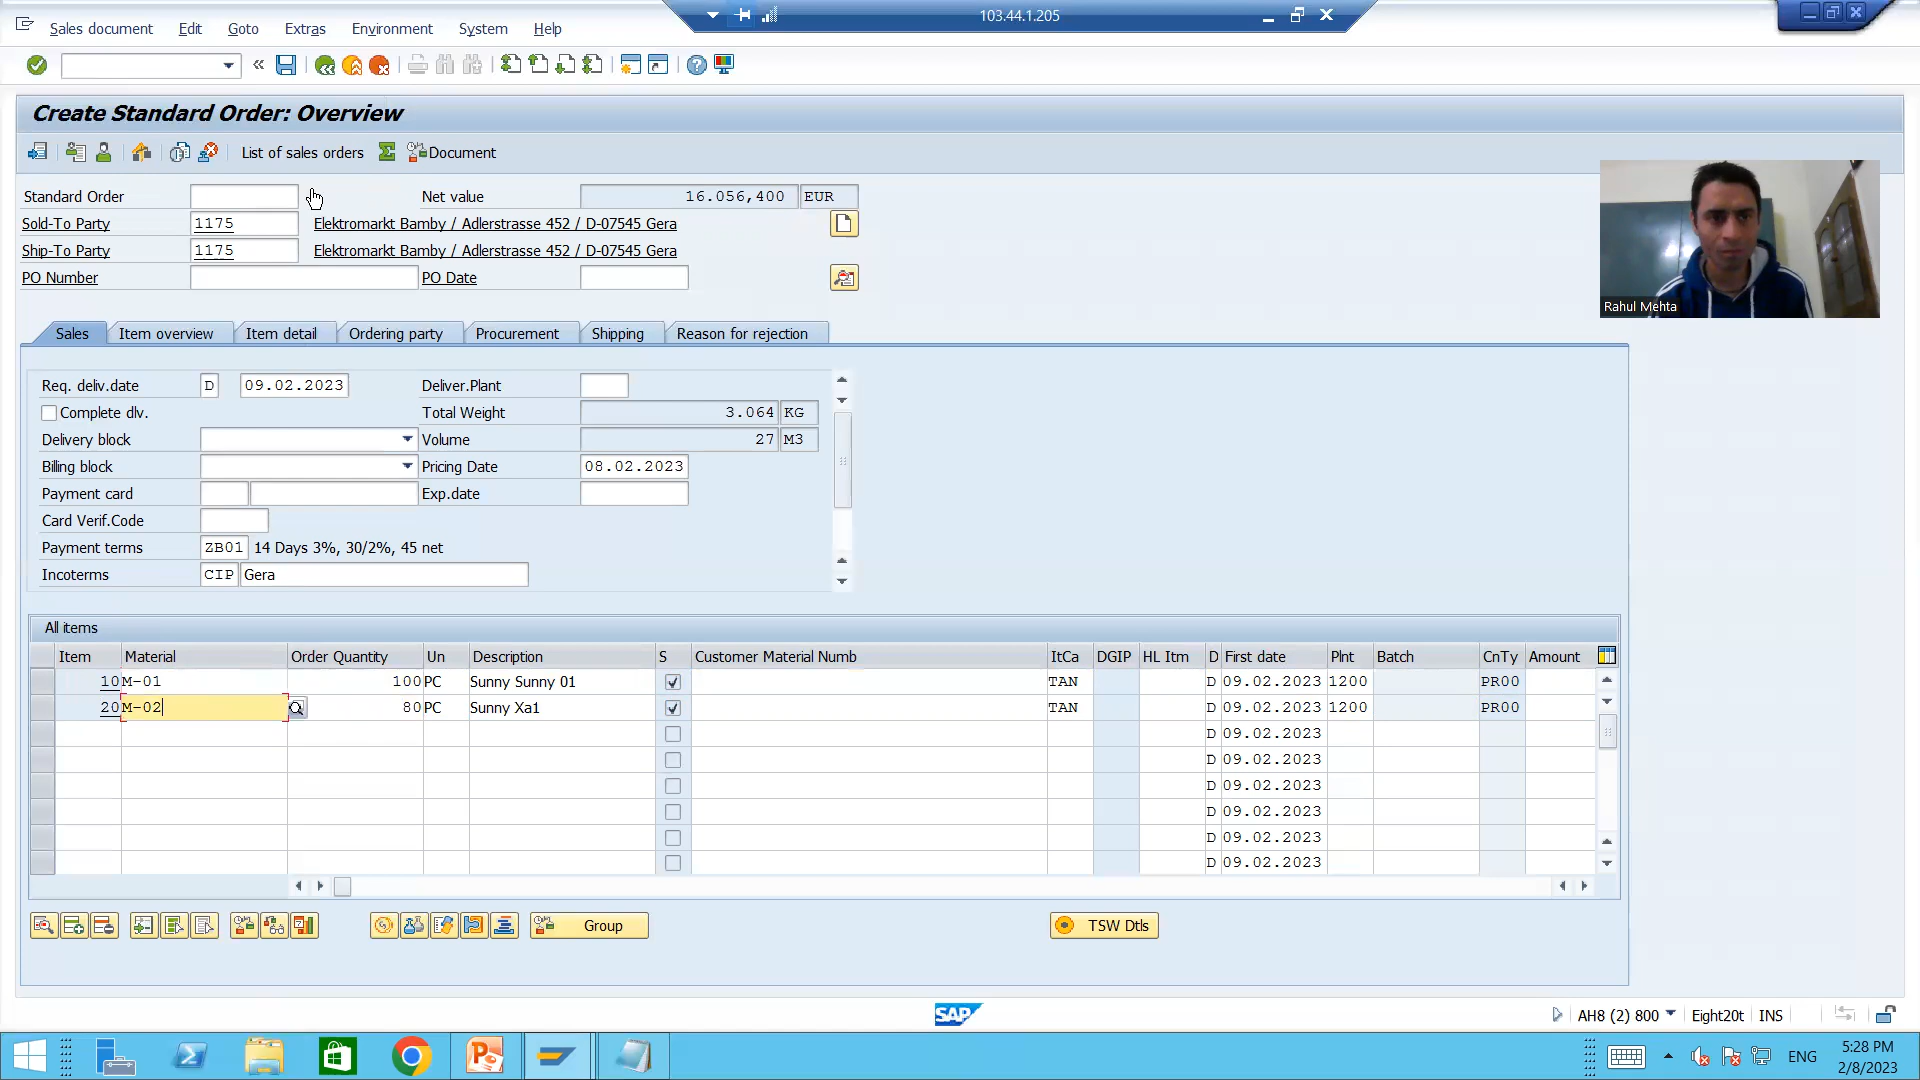 103.44.1.205
Sales document Edit Goto Extras Environment System Help
Create Standard Order: Overview
List of sales orders Document
Standard Order Net value 16.056,400 EUR
Sold-To Party 1175 Elektromarkt Bamby / Adlerstrasse 452 / D-07545 Gera
Ship-To Party 1175 Elektromarkt Bamby / Adlerstrasse 452 / D-07545 Gera
PO Number PO Date
Rahul Mehta
Sales Item overview Item detail Ordering party Procurement Shipping Reason for rejection
Req. deliv.date D 09.02.2023 Deliver.Plant
Complete dlv. Total Weight 3.064 KG
Delivery block Volume 27 M3
Billing block Pricing Date 08.02.2023
Payment card Exp.date
Card Verif.Code
Payment terms ZB01 14 Days 3%, 30/2%, 45 net
Incoterms CIP Gera
All items
Item Material Order Quantity Un Description S Customer Material Numb ItCa DGIP HL Itm D First date Plnt Batch CnTy Amount
10 M-01 100 PC Sunny Sunny 01 TAN D 09.02.2023 1200 PR00
20 M-02 80 PC Sunny Xa1 TAN D 09.02.2023 1200 PR00
D 09.02.2023
D 09.02.2023
D 09.02.2023
D 09.02.2023
D 09.02.2023
D 09.02.2023
Group TSW Dtls
SAP AH8 (2) 800 Eight20t INS
ENG 5:28 PM
2/8/2023